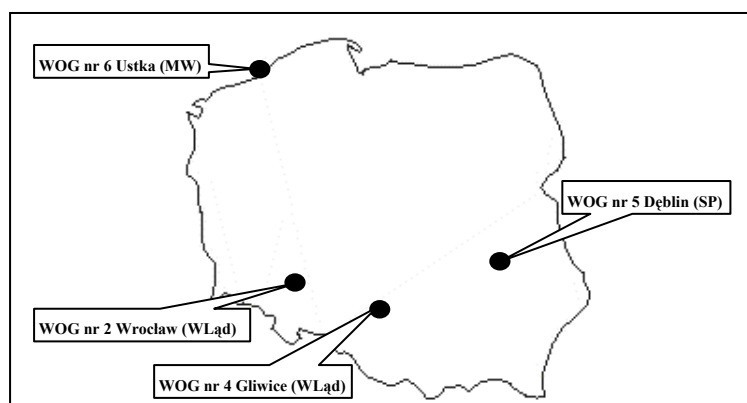 WOG nr 6 Ustka (MW)
WOG nr 5 Dęblin (SP)
WOG nr 2 Wrocław (WLąd)
WOG nr 4 Gliwice (WLąd)